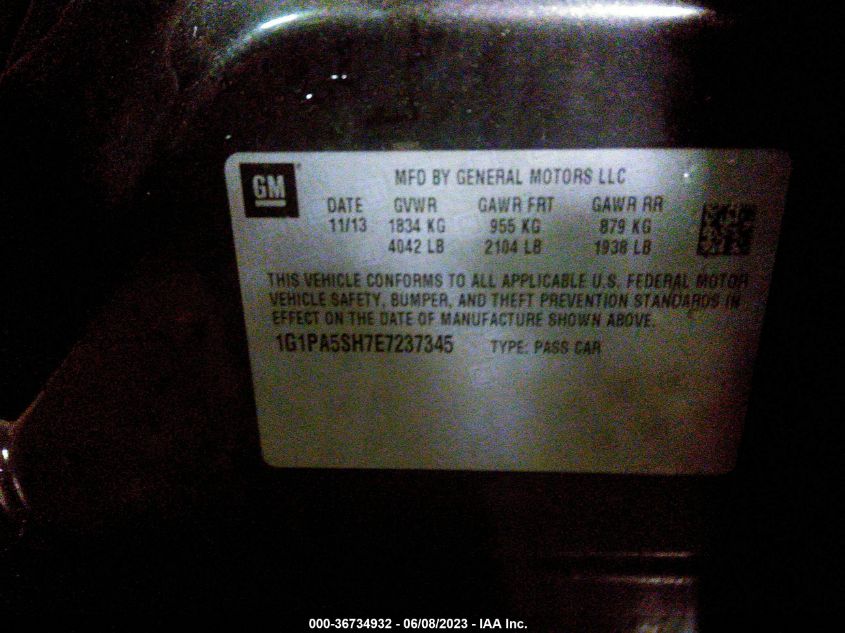 GM
MFD BY GENERAL MOTORS LLC
DATE GVWR GAWR FRT GAWR RR
11/13 1834 KG 955 KG 879 KG
4042 LB 2104 LB 1938 LB
THIS VEHICLE CONFORMS TO ALL APPLICABLE U.S. FEDERAL MOTOR
VEHICLE SAFETY, BUMPER, AND THEFT PREVENTION STANDARDS IN
EFFECT ON THE DATE OF MANUFACTURE SHOWN ABOVE.
1G1PA5SH7E7237345 TYPE: PASS CAR
000-36734932 - 06/08/2023 - IAA Inc.